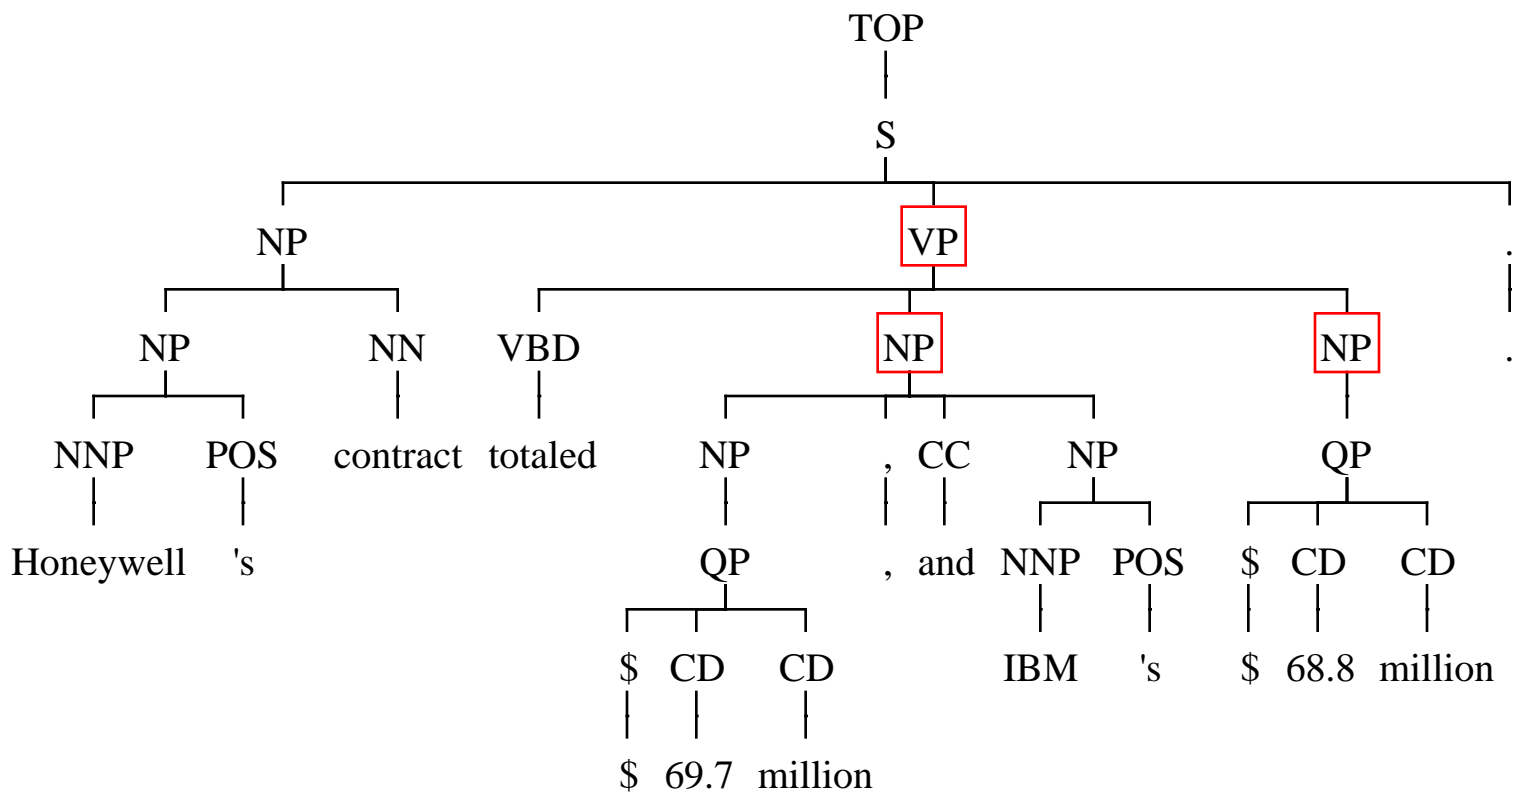 TOP
S
NP VP .
NP NN VBD NP NP .
NNP POS contract totaled NP , CC NP QP
Honeywell 's QP , and NNP POS $ CD CD
$ CD CD IBM 's $ 68.8 million
$ 69.7 million